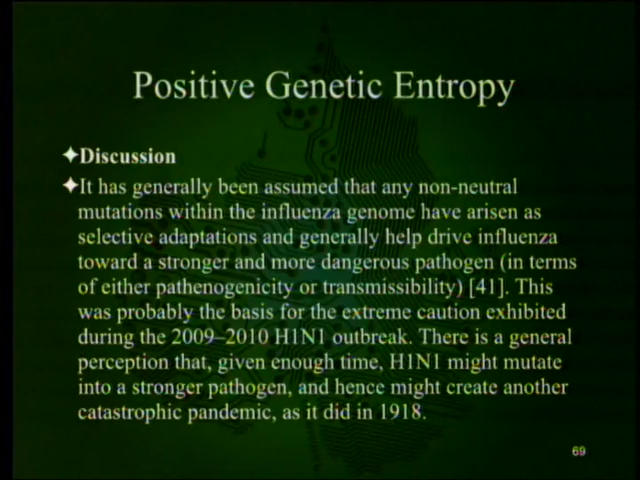 Positive Genetic Entropy
✦Discussion
✦It has generally been assumed that any non-neutral
mutations within the influenza genome have arisen as
selective adaptations and generally help drive influenza
toward a stronger and more dangerous pathogen (in terms
of either pathenogenicity or transmissibility) [41]. This
was probably the basis for the extreme caution exhibited
during the 2009–2010 H1N1 outbreak. There is a general
perception that, given enough time, H1N1 might mutate
into a stronger pathogen, and hence might create another
catastrophic pandemic, as it did in 1918.
69